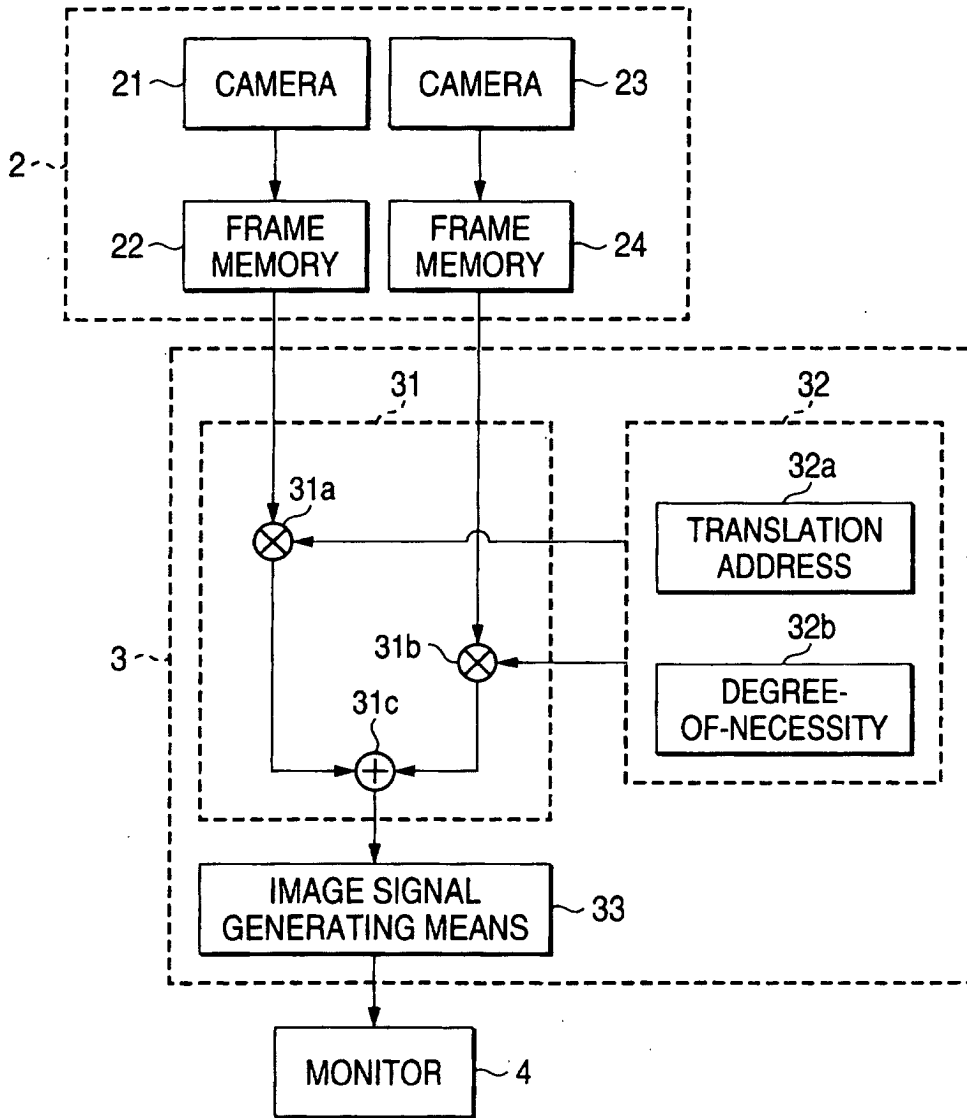 21
CAMERA
CAMERA
23
2
22
FRAME
MEMORY
FRAME
MEMORY
24
31
32
31a
32a
TRANSLATION
ADDRESS
3
31b
32b
DEGREE-
OF-NECESSITY
31c
IMAGE SIGNAL
GENERATING MEANS
33
MONITOR
4